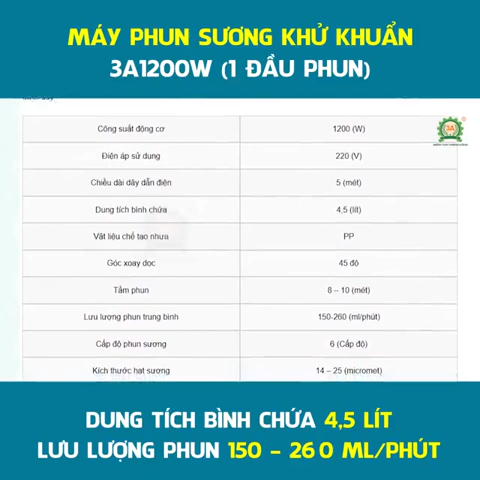 MÁY PHUN SƯƠNG KHỬ KHUẨN
3A1200W (1 ĐẦU PHUN)
Công suất động cơ 1200 (W)
Điện áp sử dụng 220 (V)
Chiều dài dây dẫn điện 5 (mét)
Dung tích bình chứa 4,5 (lít)
Vật liệu chế tạo nhựa PP
Góc xoay dọc 45 độ
Tầm phun 8 – 10 (mét)
Lưu lượng phun trung bình 150-260 (ml/phút)
Cấp độ phun sương 6 (Cấp độ)
Kích thước hạt sương 14 – 25 (micromet)
3A
DUNG TÍCH BÌNH CHỨA 4,5 LÍT
LƯU LƯỢNG PHUN 150 - 260 ML/PHÚT